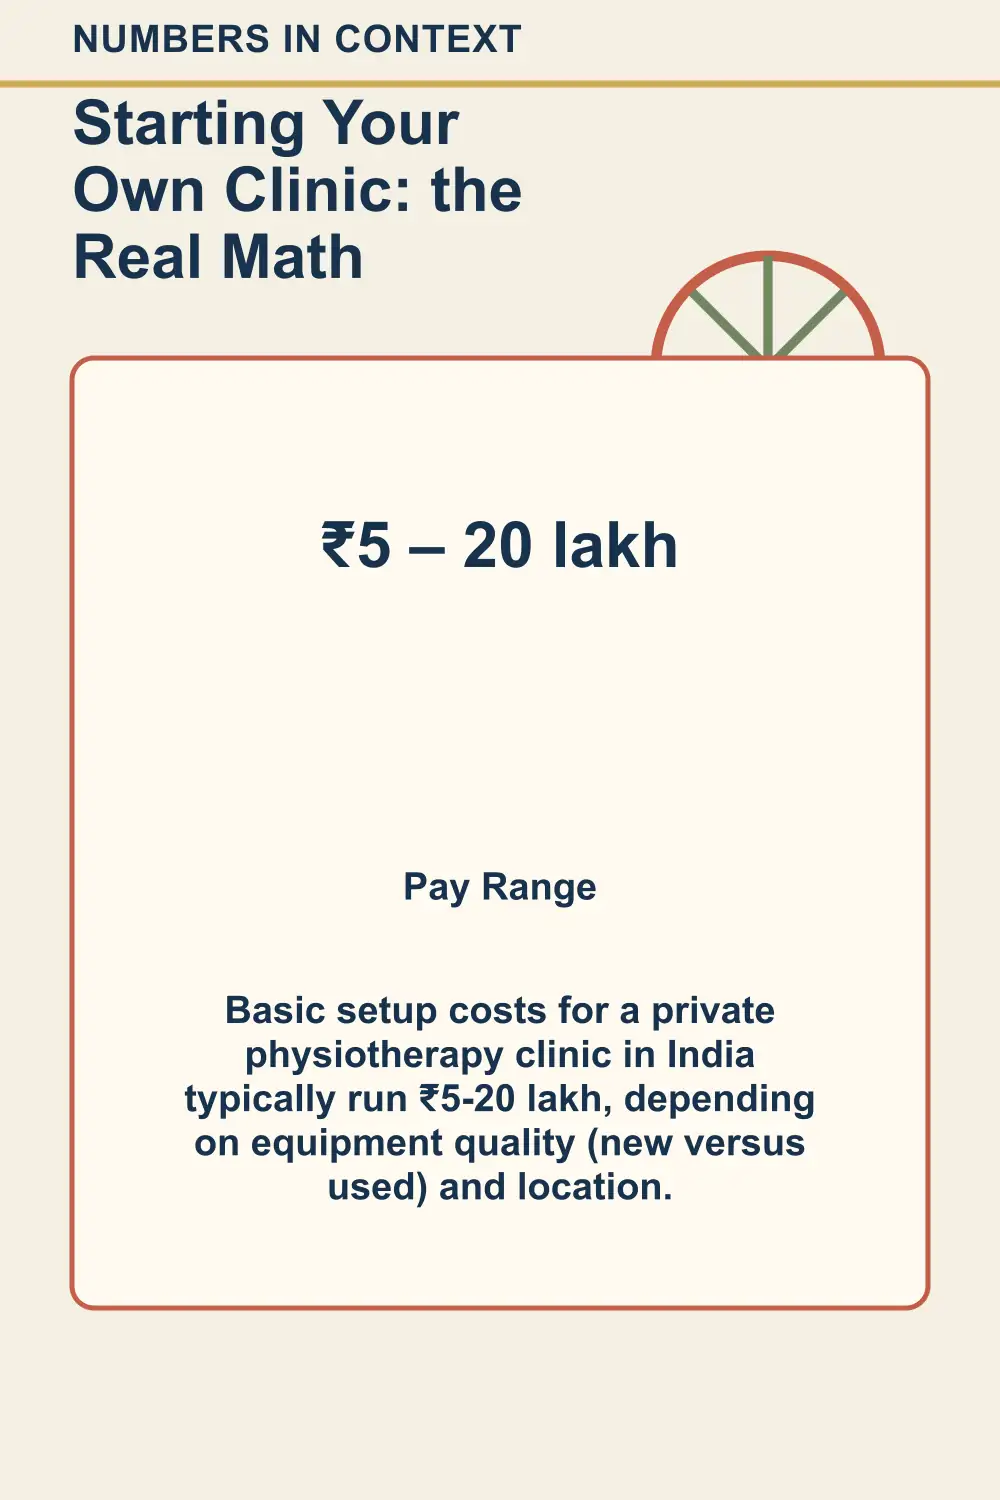 NUMBERS IN CONTEXT
Starting Your
Own Clinic: the
Real Math
₹5 – 20 lakh
Pay Range
Basic setup costs for a private
physiotherapy clinic in India
typically run ₹5-20 lakh, depending
on equipment quality (new versus
used) and location.